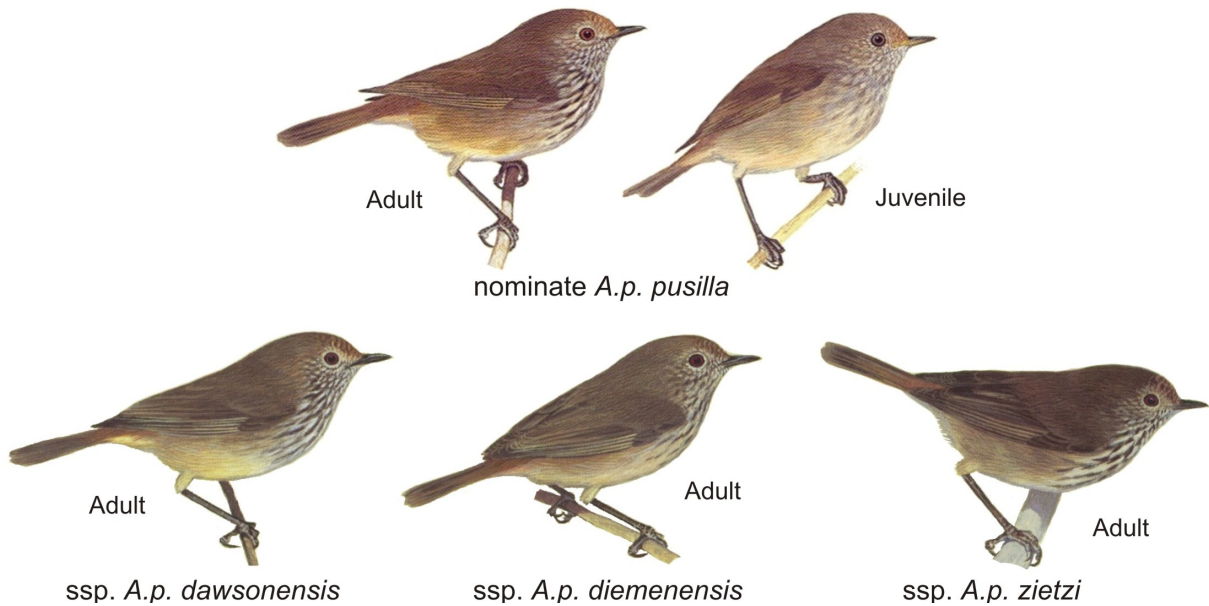 Adult
Juvenile
nominate A.p. pusilla
Adult
Adult
Adult
ssp. A.p. dawsonensis
ssp. A.p. diemenensis
ssp. A.p. zietzi